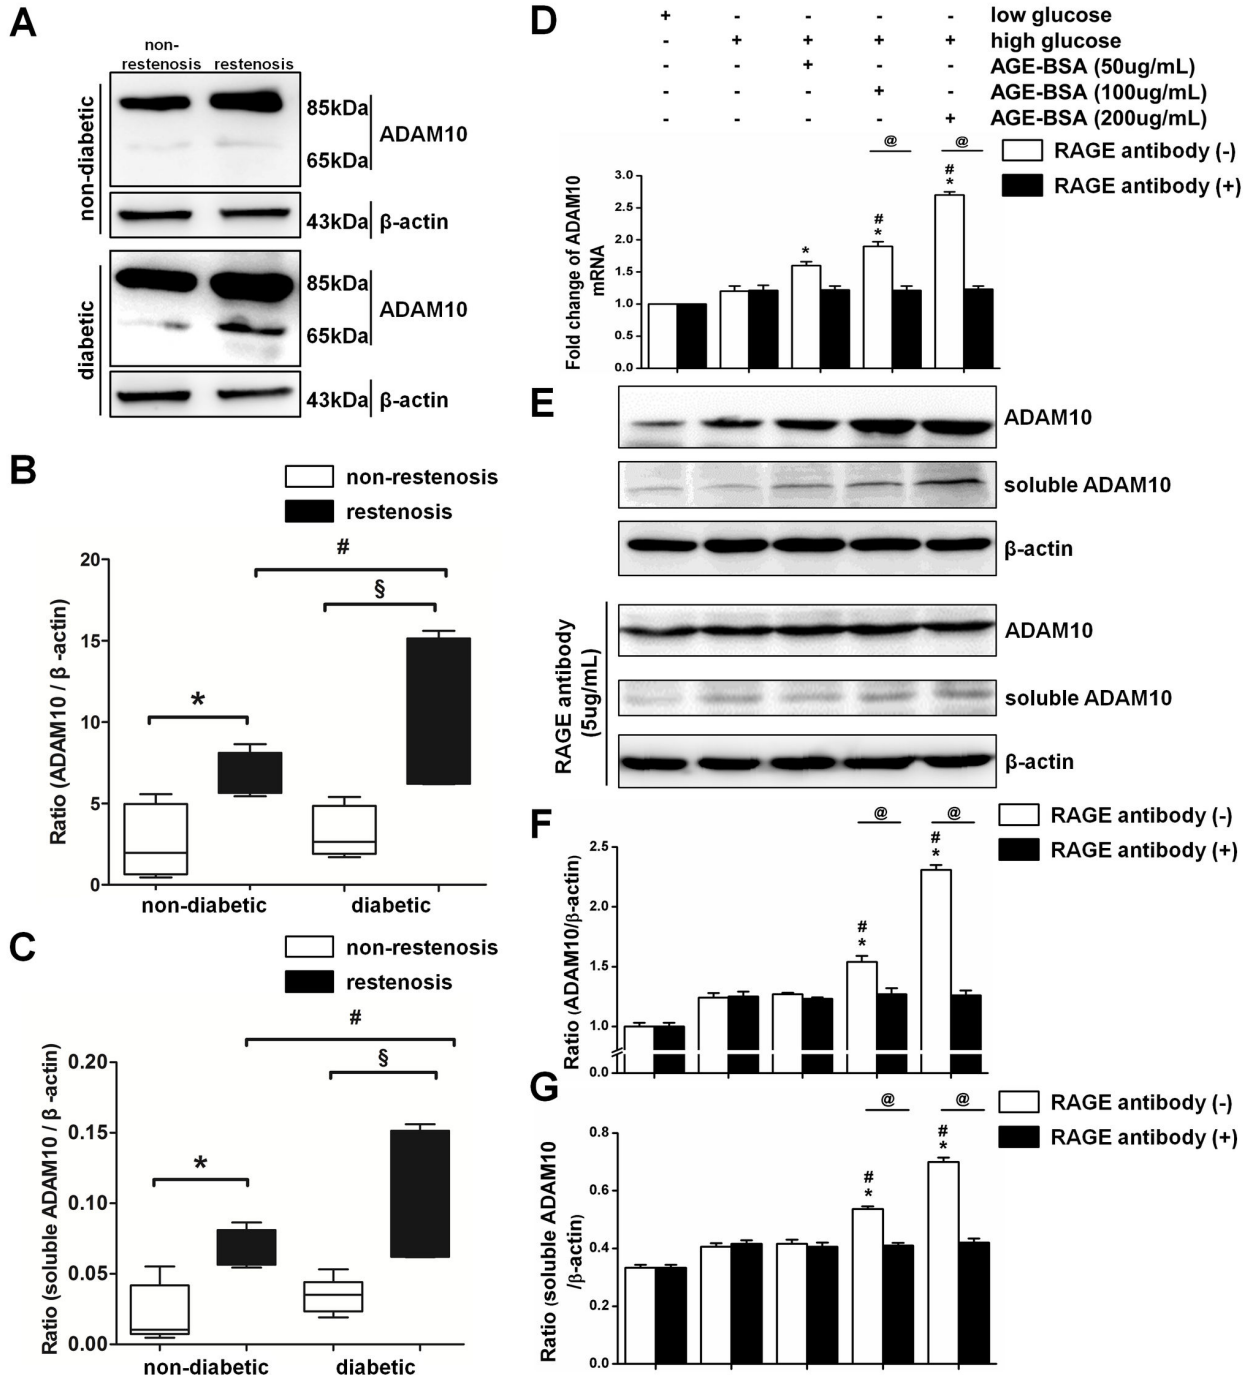 A
non-
restenosis restenosis
non-diabetic
85kDa
ADAM10
65kDa
43kDa β-actin
diabetic
85kDa
ADAM10
65kDa
43kDa β-actin
B
non-restenosis
restenosis
#
§
*
Ratio (ADAM10 / β -actin)
20
15
10
5
0
non-diabetic diabetic
C
non-restenosis
restenosis
#
§
*
Ratio (soluble ADAM10 / β -actin)
0.20
0.15
0.10
0.05
0.00
non-diabetic diabetic
D
+ - - - - low glucose
- + + + + high glucose
- - + - - AGE-BSA (50ug/mL)
- - - + - AGE-BSA (100ug/mL)
- - - - + AGE-BSA (200ug/mL)
@ @
RAGE antibody (-)
RAGE antibody (+)
Fold change of ADAM10
mRNA
3.0
2.5
2.0
1.5
1.0
0.5
0.0
*
#
*
#
*
E
ADAM10
soluble ADAM10
β-actin
RAGE antibody
(5ug/mL)
ADAM10
soluble ADAM10
β-actin
F
@ @
RAGE antibody (-)
RAGE antibody (+)
Ratio (ADAM10/β-actin)
2.5
2.0
1.5
1.0
0.0
#
*
#
*
G
@ @
RAGE antibody (-)
RAGE antibody (+)
Ratio (soluble ADAM10
/β-actin)
0.8
0.6
0.4
0.2
0.0
#
*
#
*